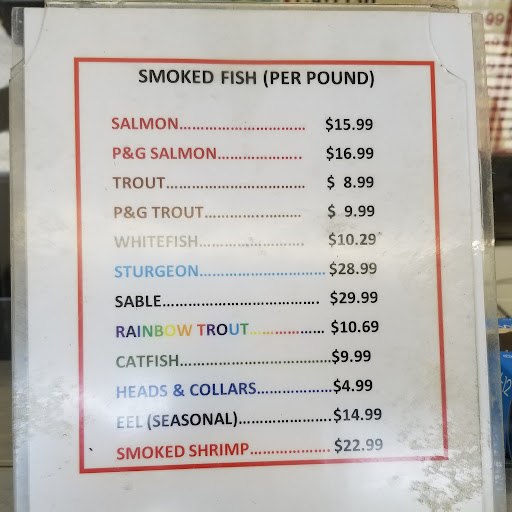 SMOKED FISH (PER POUND)
SALMON.............................. $15.99
P&G SALMON.................... $16.99
TROUT................................. $ 8.99
P&G TROUT....................... $ 9.99
WHITEFISH......................... $10.29
STURGEON.............................. $28.99
SABLE..................................... $29.99
RAINBOW TROUT.................. $10.69
CATFISH....................................$9.99
HEADS & COLLARS..................$4.99
EEL (SEASONAL)......................$14.99
SMOKED SHRIMP................... $22.99